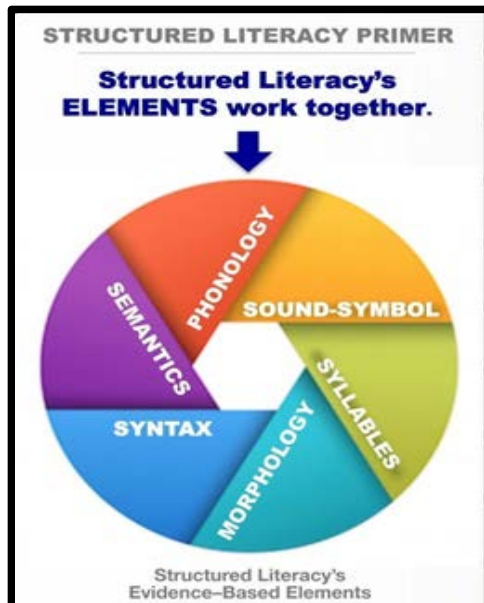 STRUCTURED LITERACY PRIMER
Structured Literacy's
ELEMENTS work together.
PHONOLOGY
SOUND-SYMBOL
SYLLABLES
MORPHOLOGY
SYNTAX
SEMANTICS
Structured Literacy's
Evidence–Based Elements